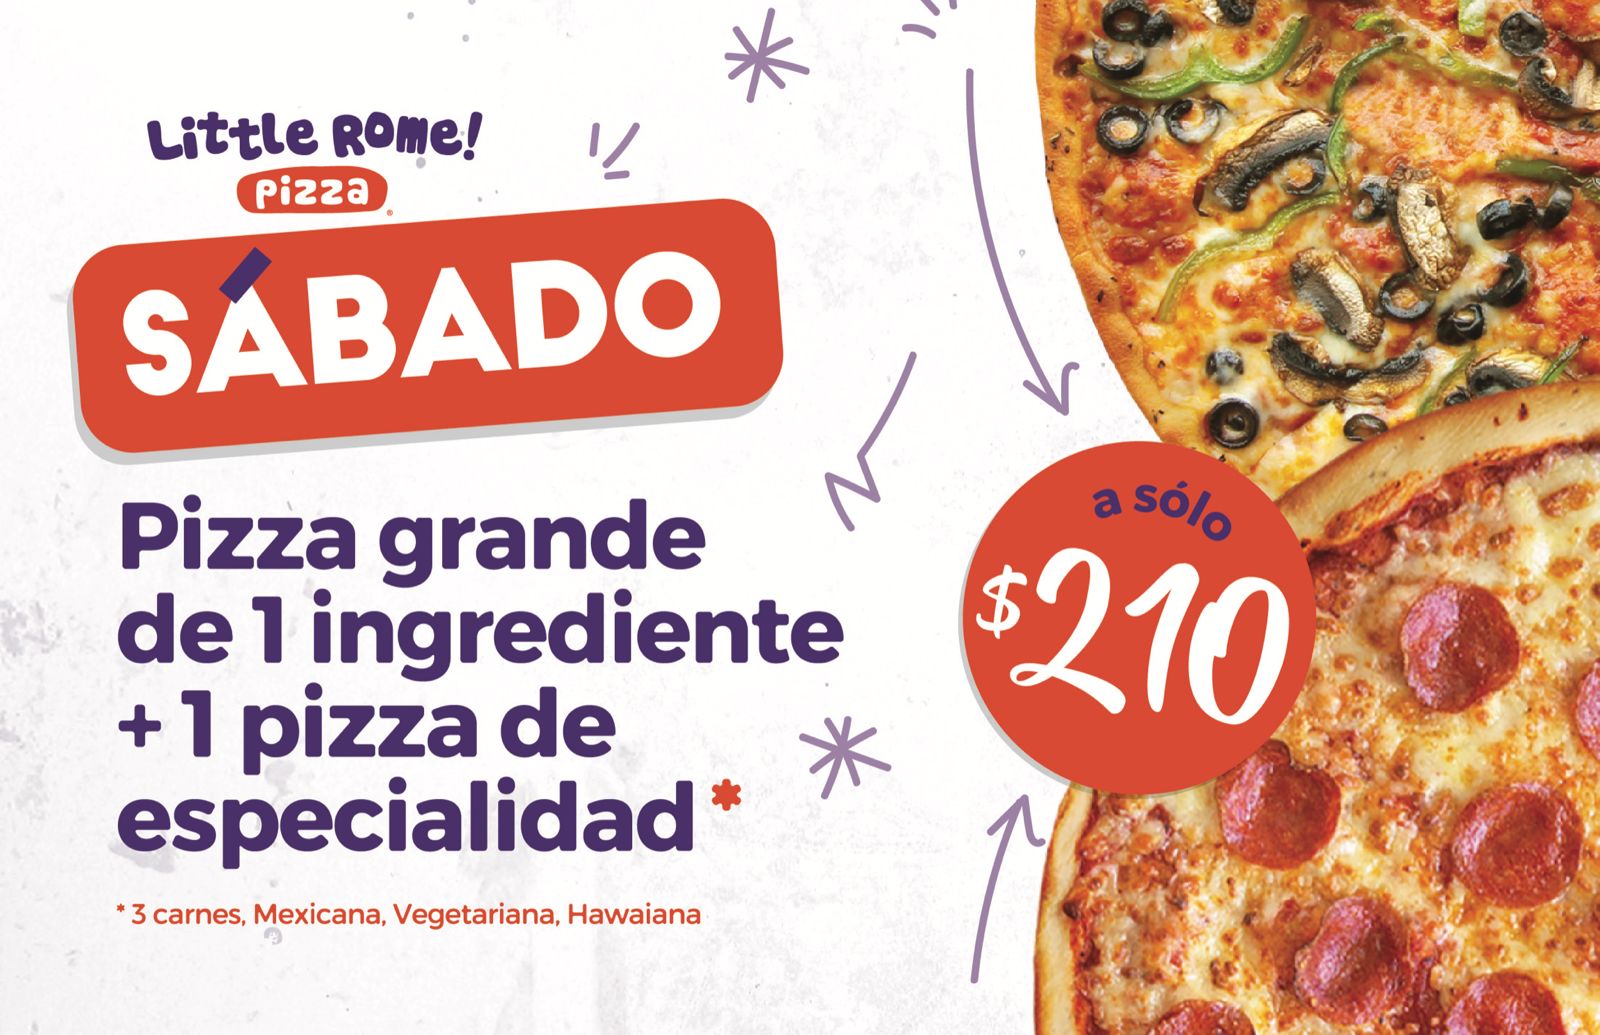 Little Rome!
Pizza
SÁBADO
Pizza grande
de 1 ingrediente
+ 1 pizza de
especialidad *
* 3 carnes, Mexicana, Vegetariana, Hawaiana
a sólo
$210